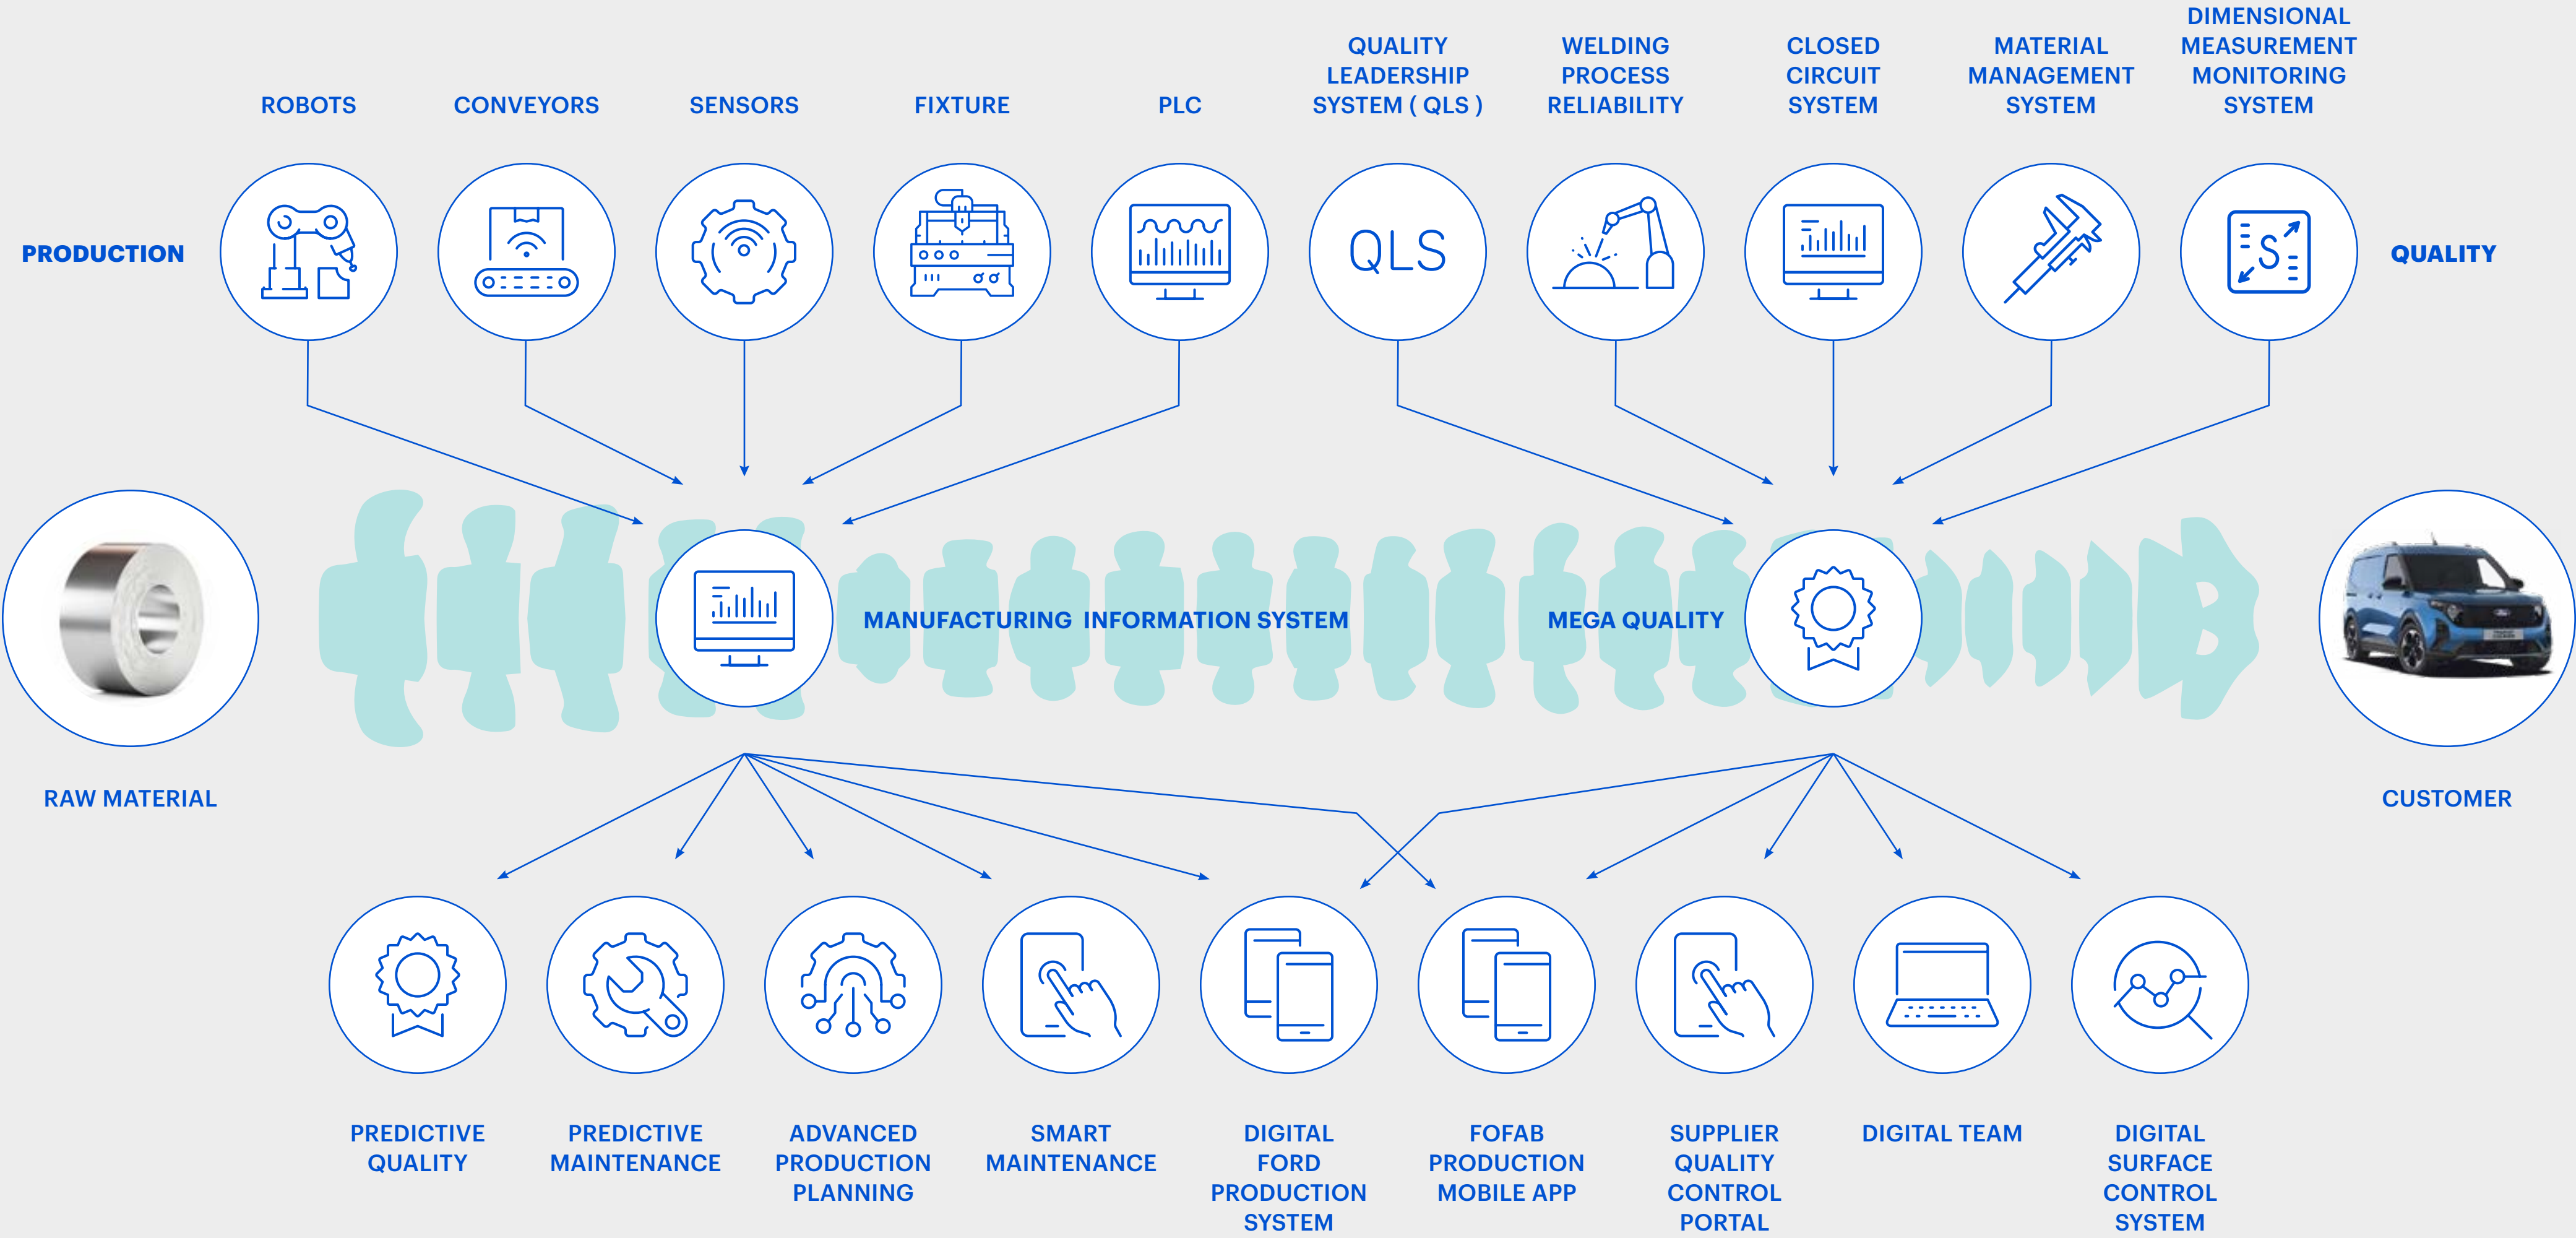 ROBOTS
CONVEYORS
SENSORS
FIXTURE
PLC
QUALITY
LEADERSHIP
SYSTEM ( QLS )
WELDING
PROCESS
RELIABILITY
CLOSED
CIRCUIT
SYSTEM
MATERIAL
MANAGEMENT
SYSTEM
DIMENSIONAL
MEASUREMENT
MONITORING
SYSTEM
PRODUCTION
QLS
S
QUALITY
MANUFACTURING INFORMATION SYSTEM
MEGA QUALITY
RAW MATERIAL
CUSTOMER
PREDICTIVE
QUALITY
PREDICTIVE
MAINTENANCE
ADVANCED
PRODUCTION
PLANNING
SMART
MAINTENANCE
DIGITAL
FORD
PRODUCTION
SYSTEM
FOFAB
PRODUCTION
MOBILE APP
SUPPLIER
QUALITY
CONTROL
PORTAL
DIGITAL TEAM
DIGITAL
SURFACE
CONTROL
SYSTEM